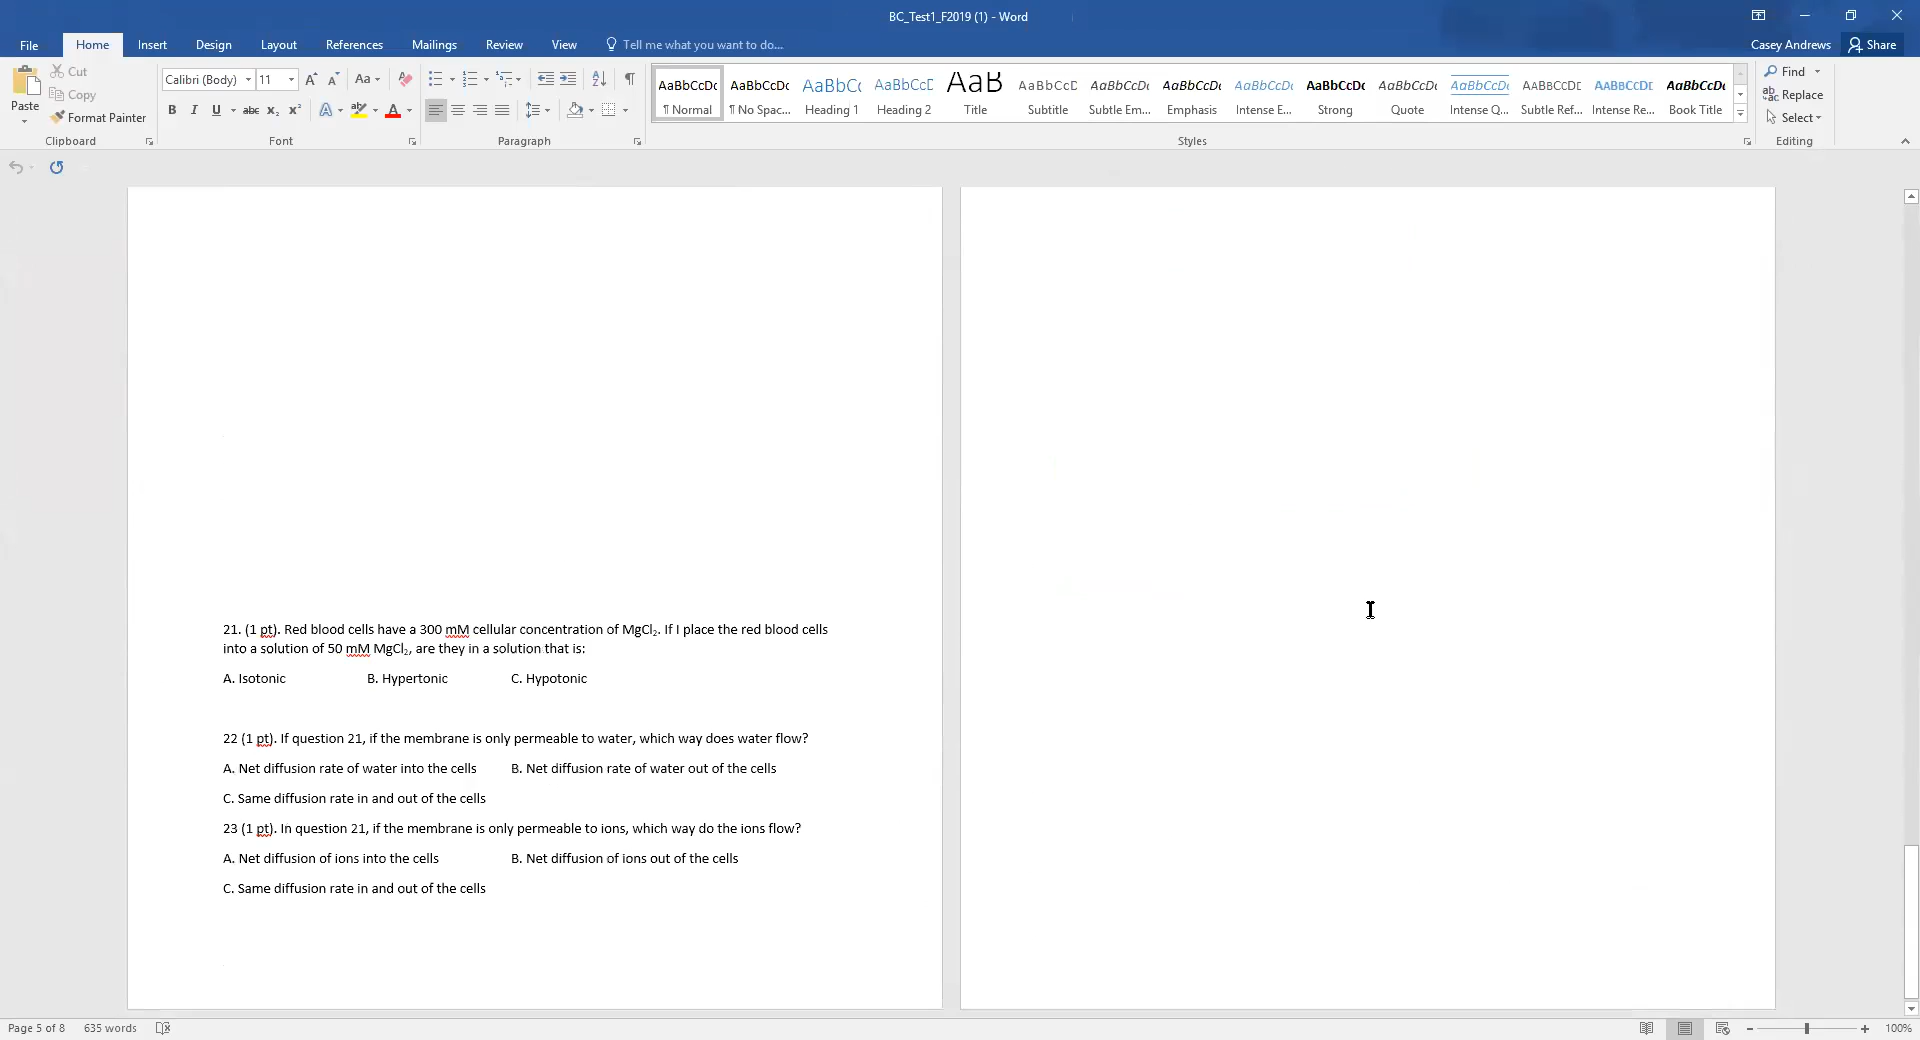 BC_Test1_F2019 (1) - Word
File Home Insert Design Layout References Mailings Review View Tell me what you want to do... Casey Andrews Share
Paste
Cut
Copy
Format Painter
Clipboard
Calibri (Body) 11 Aa
B I U abc X₂ X² A A
Font
Paragraph
AaBbCcDc AaBbCcDc AaBbCc AaBbCcD AaB AaBbCcD AaBbCcDc AaBbCcDc AaBbCcDc AaBbCcDc AaBbCcDc AaBbCcDc AABBCCDC AABBCCDC AaBbCcDc
¶ Normal ¶ No Spac... Heading 1 Heading 2 Title Subtitle Subtle Em... Emphasis Intense E... Strong Quote Intense Q... Subtle Ref... Intense Re... Book Title
Styles
Find
Replace
Select
Editing
21. (1 pt). Red blood cells have a 300 mM cellular concentration of MgCl₂. If I place the red blood cells
into a solution of 50 mM MgCl₂, are they in a solution that is:
A. Isotonic B. Hypertonic C. Hypotonic
22 (1 pt). If question 21, if the membrane is only permeable to water, which way does water flow?
A. Net diffusion rate of water into the cells B. Net diffusion rate of water out of the cells
C. Same diffusion rate in and out of the cells
23 (1 pt). In question 21, if the membrane is only permeable to ions, which way do the ions flow?
A. Net diffusion of ions into the cells B. Net diffusion of ions out of the cells
C. Same diffusion rate in and out of the cells
Page 5 of 8 635 words 100%